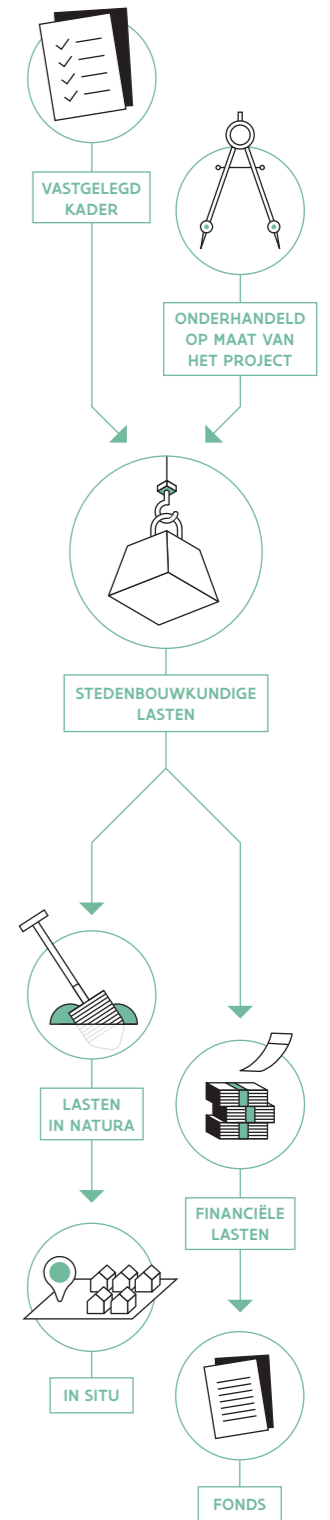 VASTGELEGD
KADER
ONDERHANDELD
OP MAAT VAN
HET PROJECT
STEDENBOUWKUNDIGE
LASTEN
LASTEN
IN NATURA
FINANCIËLE
LASTEN
IN SITU
FONDS